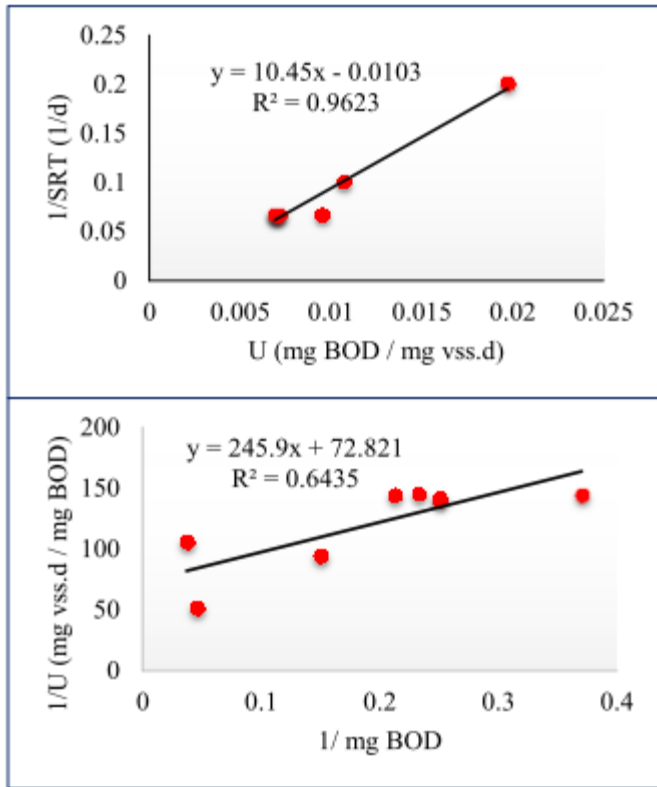 0.25
0.2
0.15
0.1
0.05
0
1/SRT (1/d)
y = 10.45x - 0.0103
R² = 0.9623
0 0.005 0.01 0.015 0.02 0.025
U (mg BOD / mg vss.d)
200
150
100
50
0
1/U (mg vss.d / mg BOD)
y = 245.9x + 72.821
R² = 0.6435
0 0.1 0.2 0.3 0.4
1/ mg BOD